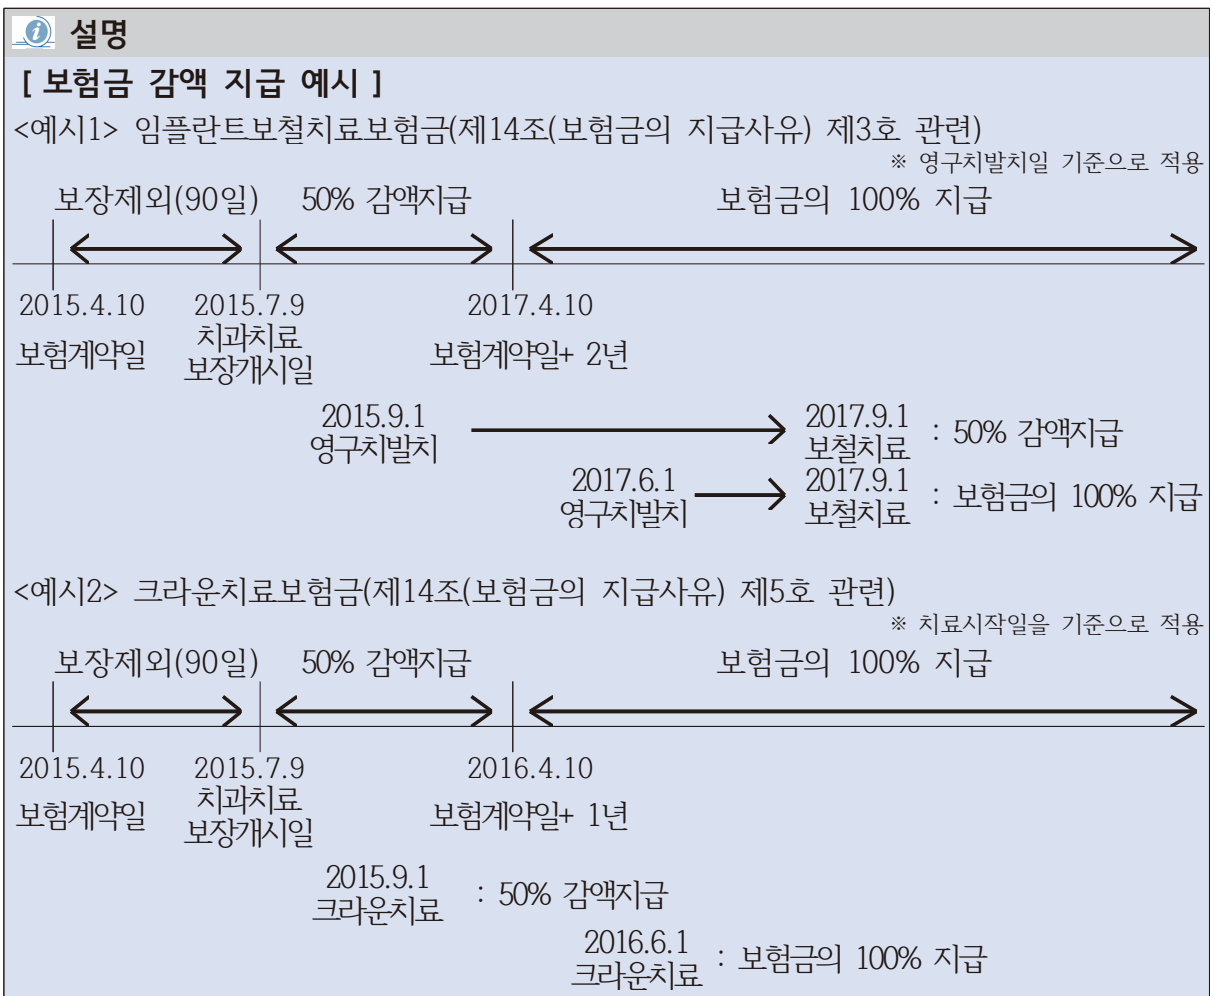 설명
[ 보험금 감액 지급 예시 ]
<예시1> 임플란트보철치료보험금(제14조(보험금의 지급사유) 제3호 관련)
※ 영구치발치일 기준으로 적용
보장제외(90일) 50% 감액지급 보험금의 100% 지급
2015.4.10 2015.7.9 2017.4.10
보험계약일 치과치료 보장개시일 보험계약일+ 2년
2015.9.1 영구치발치 2017.9.1 보철치료 : 50% 감액지급
2017.6.1 영구치발치 2017.9.1 보철치료 : 보험금의 100% 지급
<예시2> 크라운치료보험금(제14조(보험금의 지급사유) 제5호 관련)
※ 치료시작일을 기준으로 적용
보장제외(90일) 50% 감액지급 보험금의 100% 지급
2015.4.10 2015.7.9 2016.4.10
보험계약일 치과치료 보장개시일 보험계약일+ 1년
2015.9.1 크라운치료 : 50% 감액지급
2016.6.1 크라운치료 : 보험금의 100% 지급